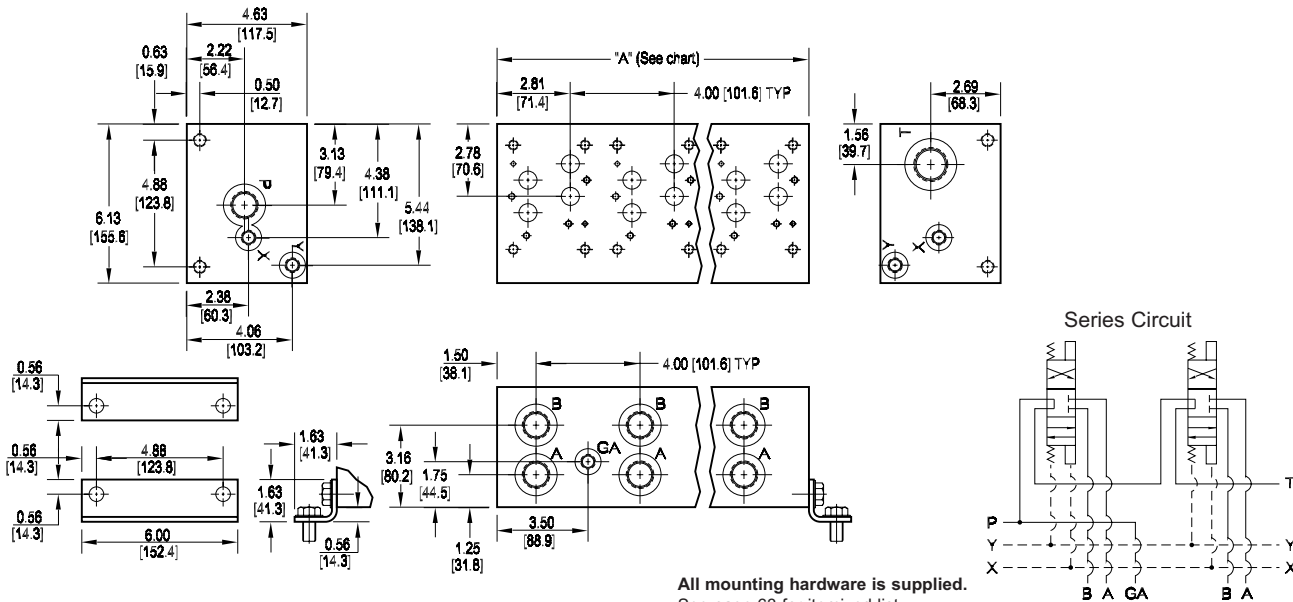 4.63
[117.5]
0.63
[15.9]
2.22
[56.4]
0.50
[12.7]
3.13
[79.4]
4.38
[111.1]
5.44
[138.1]
4.88
[123.8]
6.13
[155.6]
P
X
Y
2.38
[60.3]
4.06
[103.2]
"A" (See chart)
2.81
[71.4]
4.00 [101.6] TYP
2.78
[70.6]
2.69
[68.3]
1.56
[39.7]
T
Y
X
0.56
[14.3]
0.56
[14.3]
4.88
[123.8]
0.56
[14.3]
6.00
[152.4]
1.63
[41.3]
1.63
[41.3]
0.56
[14.3]
1.50
[38.1]
4.00 [101.6] TYP
B B B
GA
A A A
3.16
[80.2]
1.75
[44.5]
3.50
[88.9]
1.25
[31.8]
Series Circuit
T
P
Y Y
X X
B A GA B A
All mounting hardware is supplied.